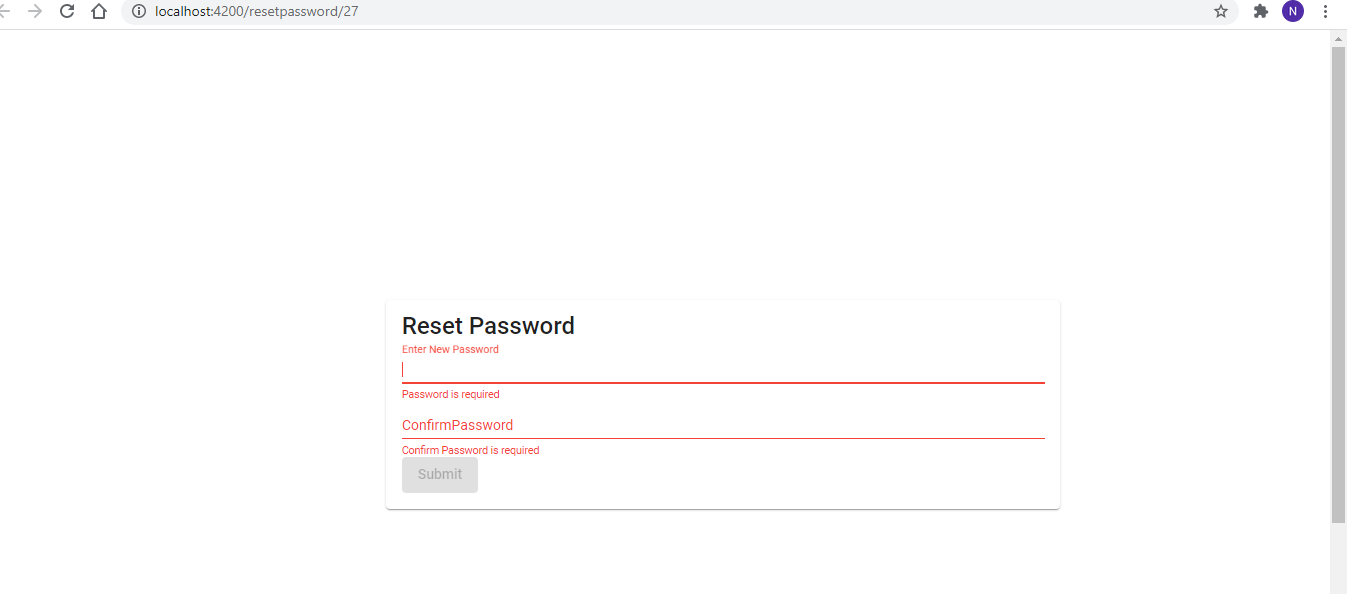 localhost:4200/resetpassword/27
N
Reset Password
Enter New Password
Password is required
ConfirmPassword
Confirm Password is required
Submit